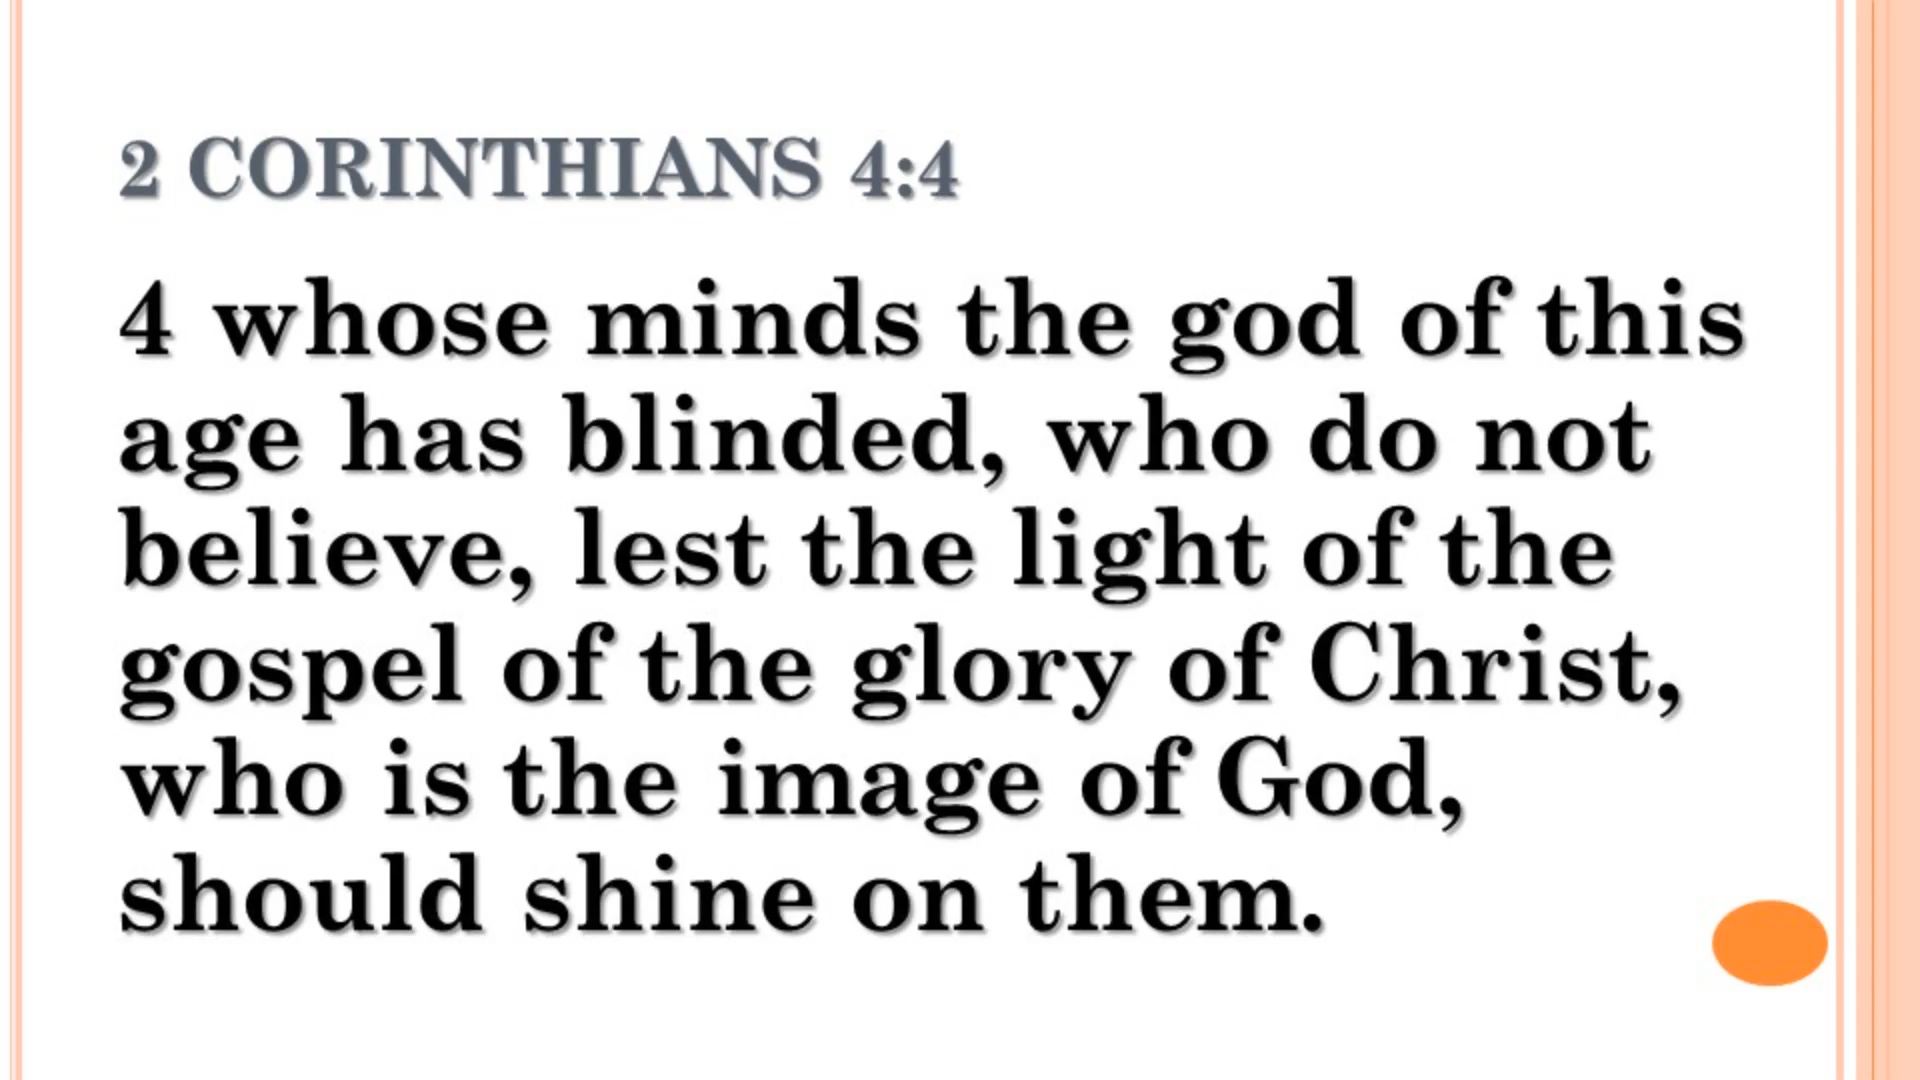 2 CORINTHIANS 4:4
4 whose minds the god of this
age has blinded, who do not
believe, lest the light of the
gospel of the glory of Christ,
who is the image of God,
should shine on them.